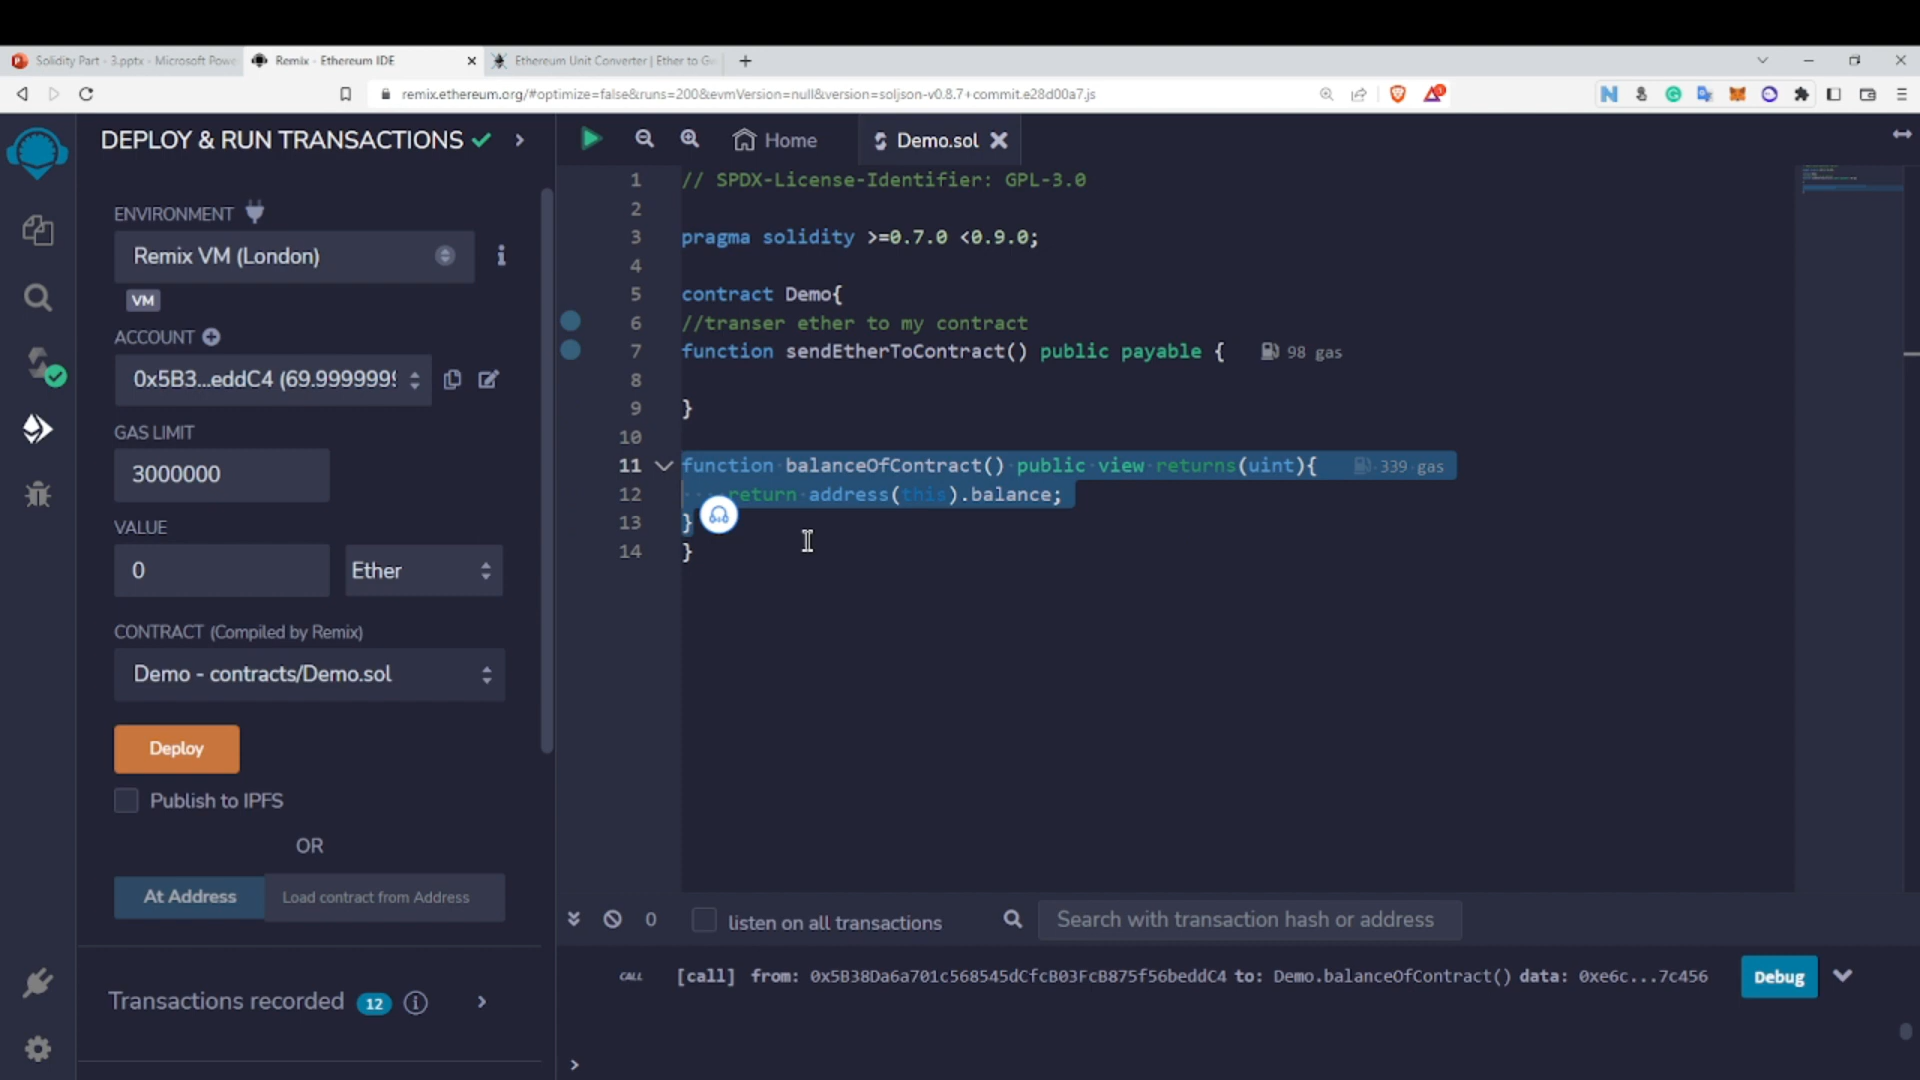 Solidity Part - 3.pptx - Microsoft Powe
Remix - Ethereum IDE
Ethereum Unit Converter | Ether to G
remix.ethereum.org/#optimize=false&runs=200&evmVersion=null&version=soljson-v0.8.7+commit.e28d00a7.js
DEPLOY & RUN TRANSACTIONS
ENVIRONMENT
Remix VM (London)
VM
ACCOUNT
0x5B3...eddC4 (69.9999999
GAS LIMIT
3000000
VALUE
0
Ether
CONTRACT (Compiled by Remix)
Demo - contracts/Demo.sol
Deploy
Publish to IPFS
OR
At Address
Load contract from Address
Transactions recorded 12
Home
Demo.sol
1 // SPDX-License-Identifier: GPL-3.0
2
3 pragma solidity >=0.7.0 <0.9.0;
4
5 contract Demo{
6 //transer ether to my contract
7 function sendEtherToContract() public payable { 98 gas
8
9 }
10
11 function balanceOfContract() public view returns(uint){ 339 gas
12 return address(this).balance;
13 }
14 }
0
listen on all transactions
Search with transaction hash or address
CALL [call] from: 0x5B38Da6a701c568545dCfcB03FcB875f56beddC4 to: Demo.balanceOfContract() data: 0xe6c...7c456
Debug
>